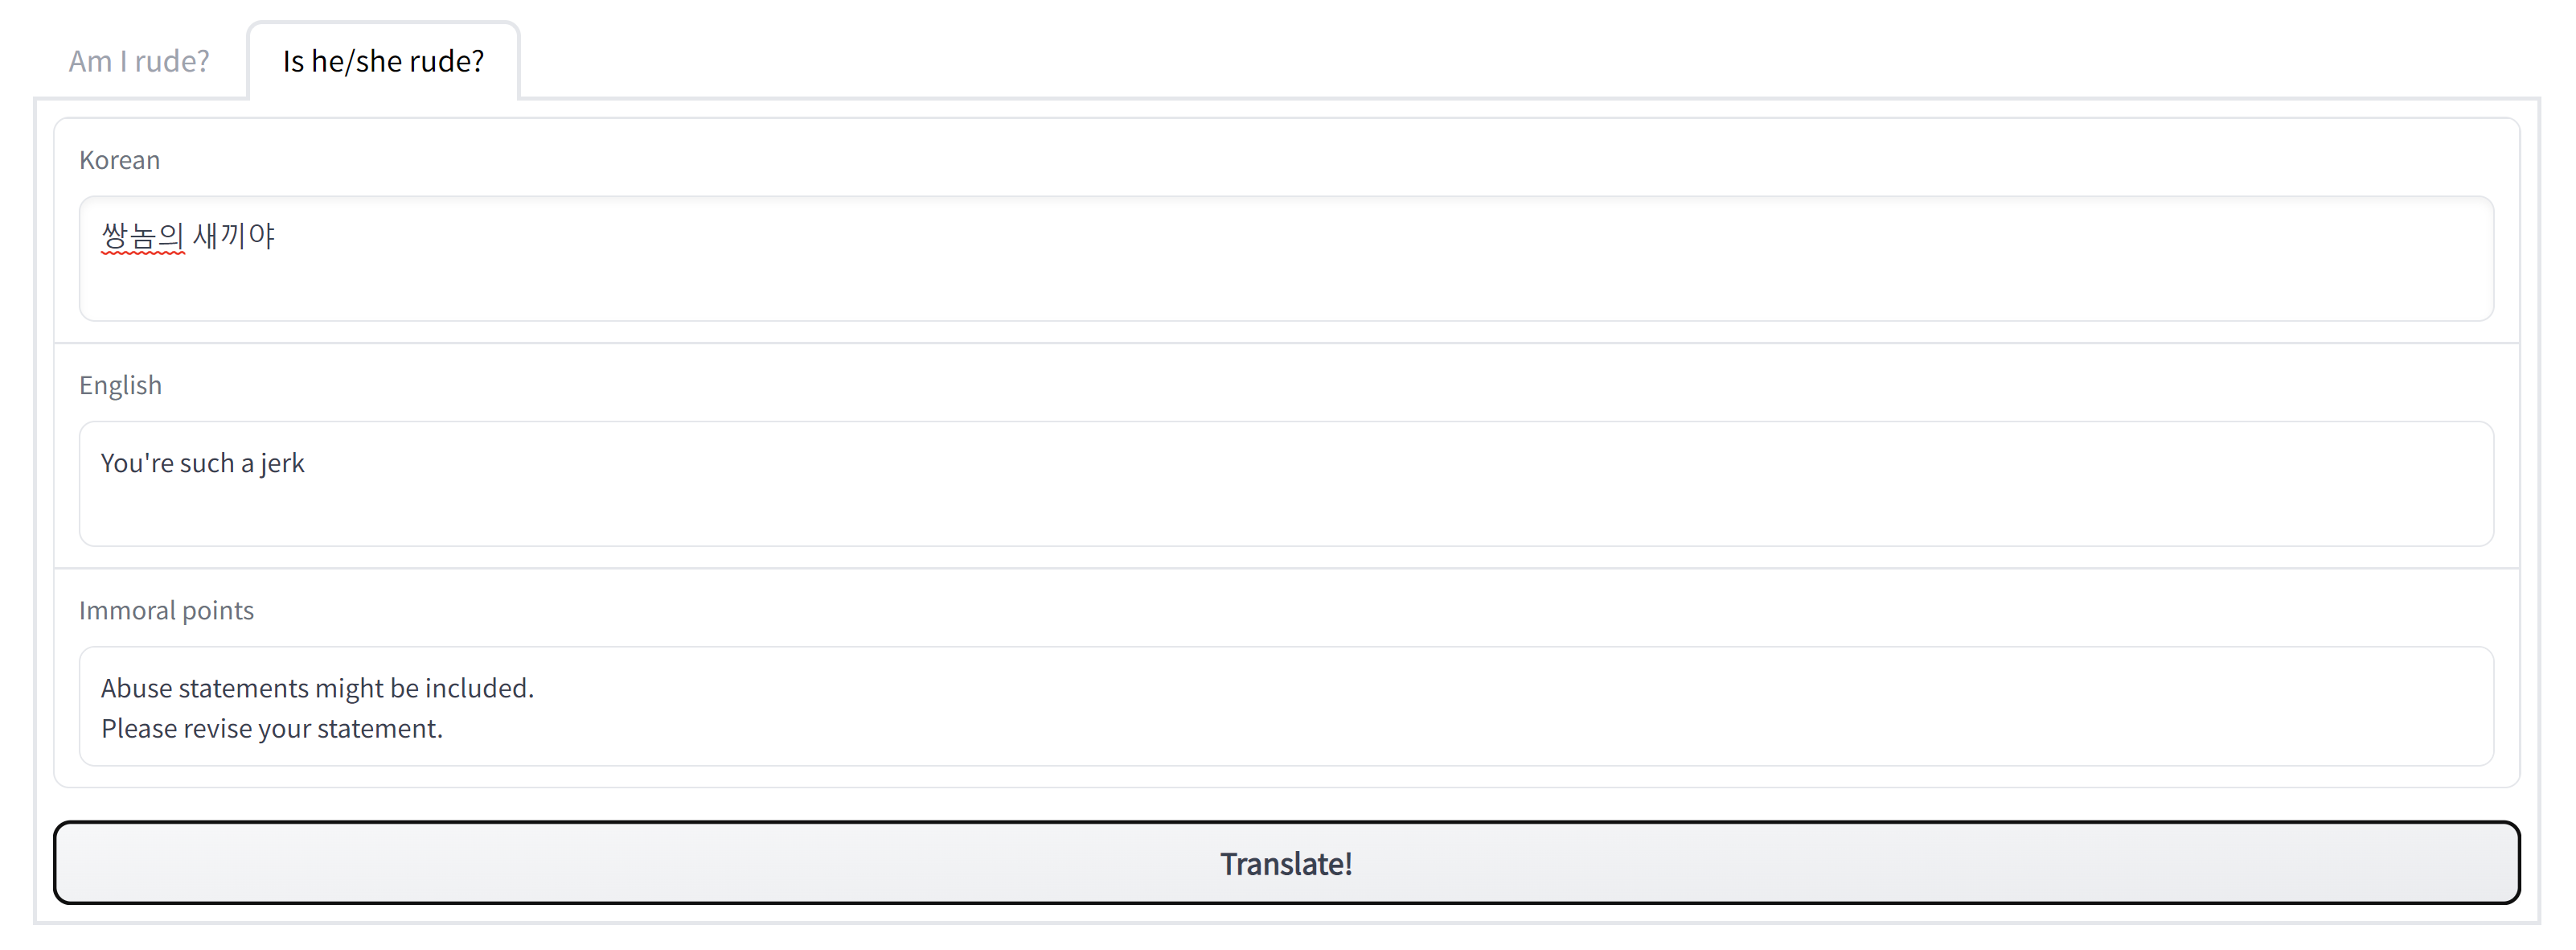 Am I rude?
Is he/she rude?
Korean
쌍놈의 새끼야
English
You're such a jerk
Immoral points
Abuse statements might be included.
Please revise your statement.
Translate!